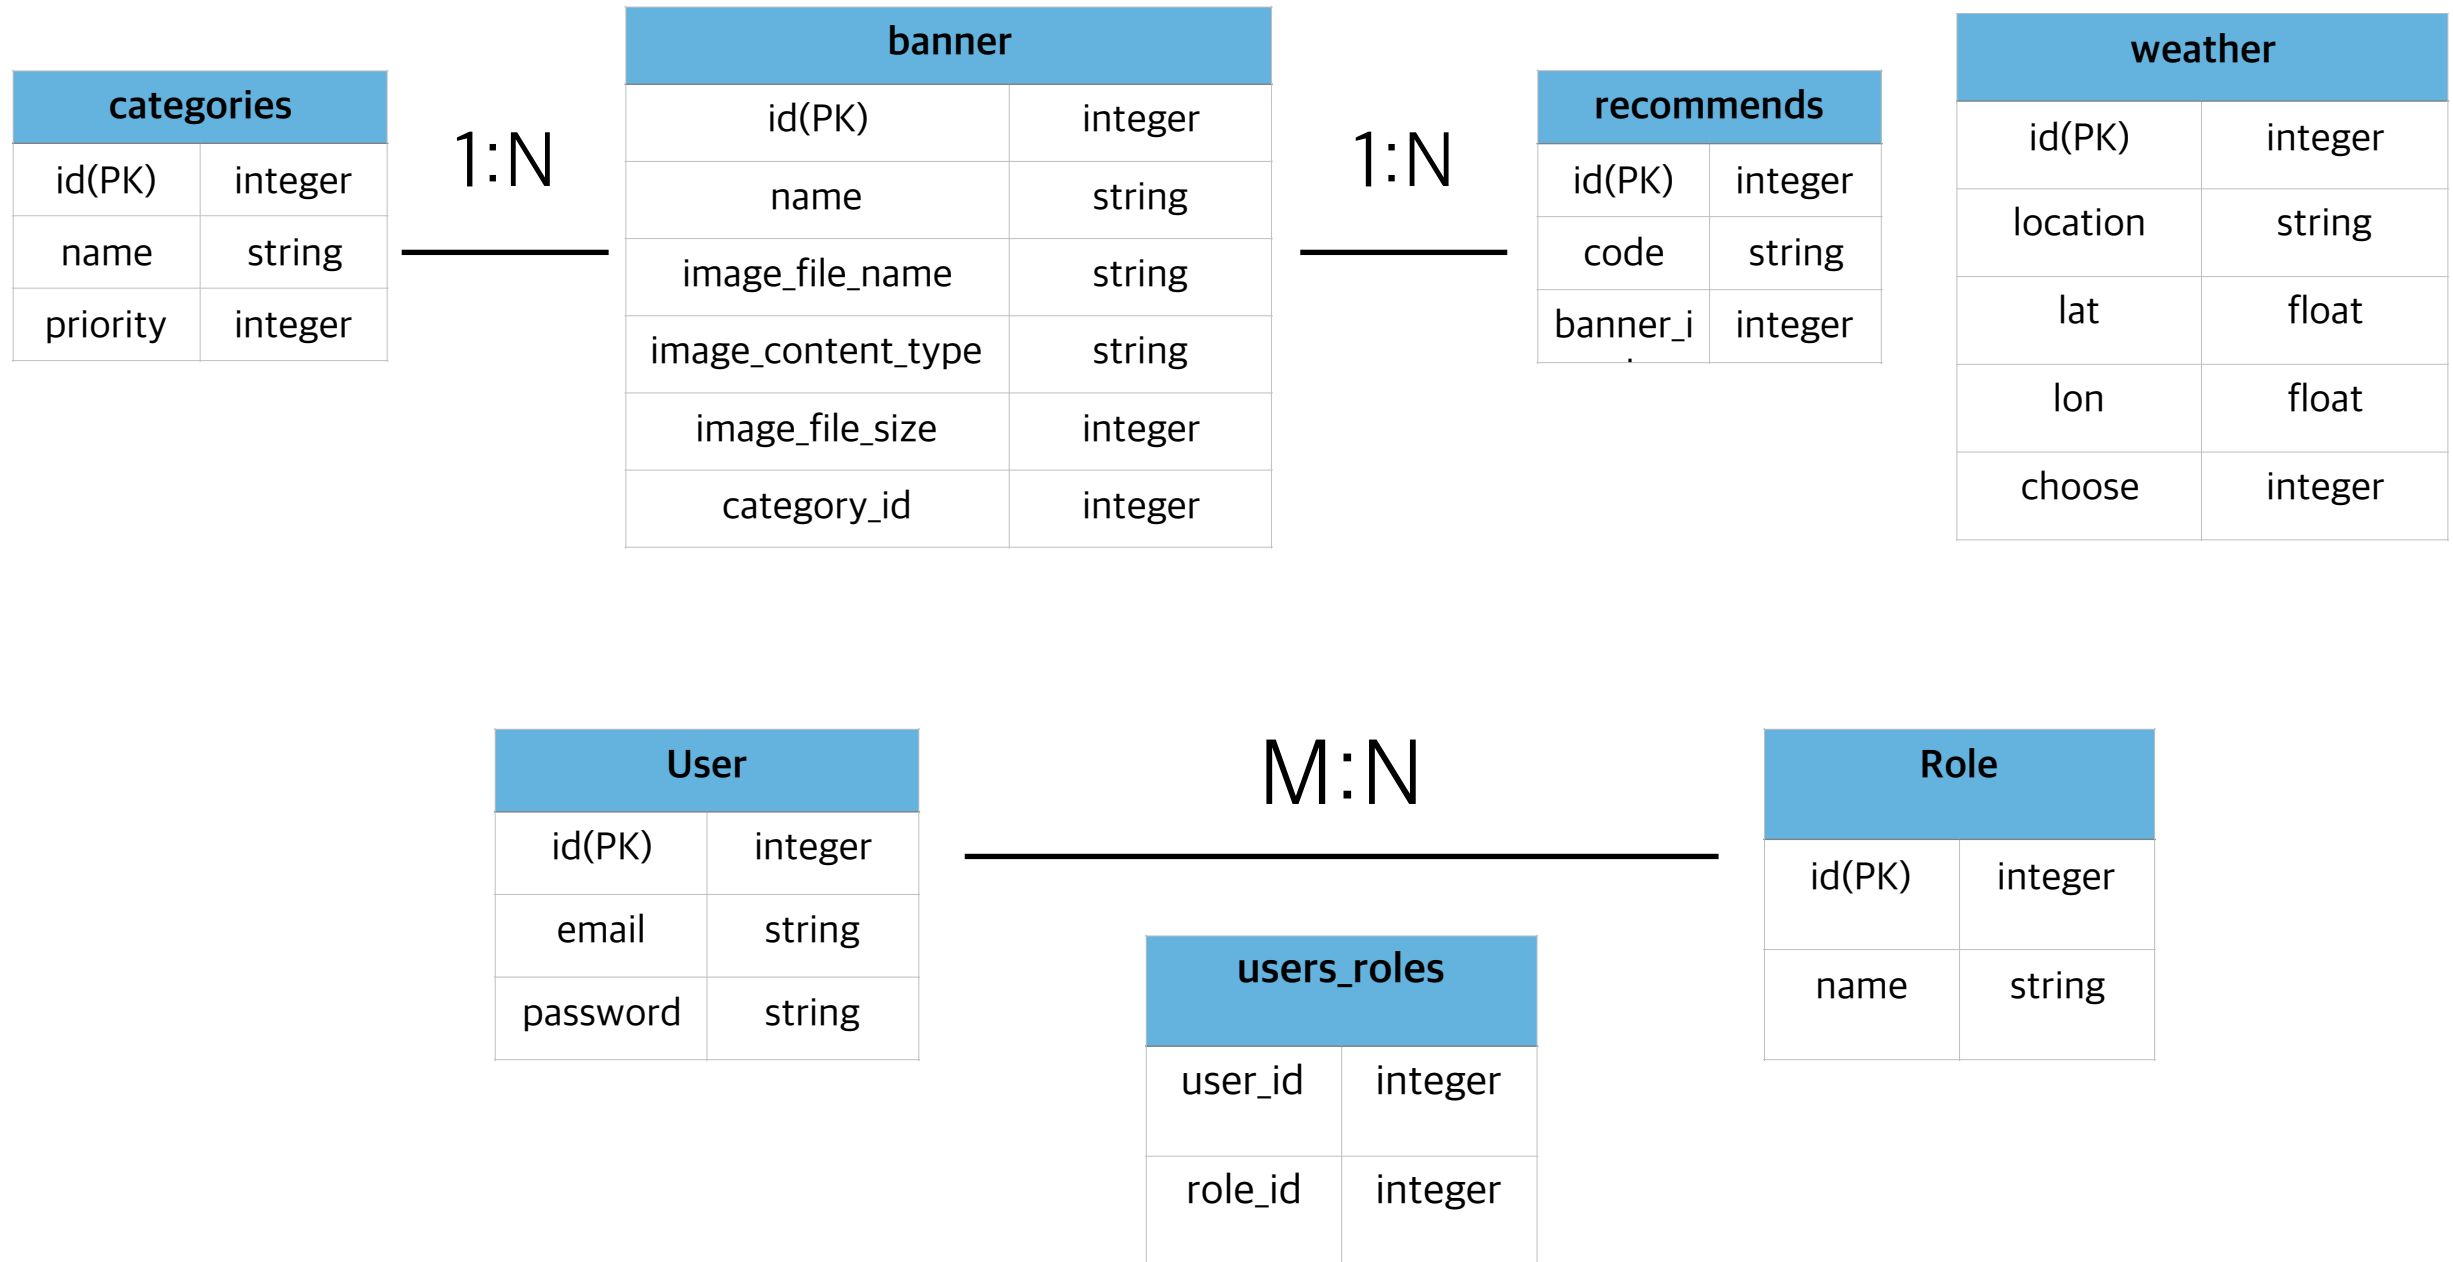 categories
id(PK) integer
name string
priority integer
1:N
banner
id(PK) integer
name string
image_file_name string
image_content_type string
image_file_size integer
category_id integer
1:N
recommends
id(PK) integer
code string
banner_i integer
weather
id(PK) integer
location string
lat float
lon float
choose integer
User
id(PK) integer
email string
password string
M:N
users_roles
user_id integer
role_id integer
Role
id(PK) integer
name string